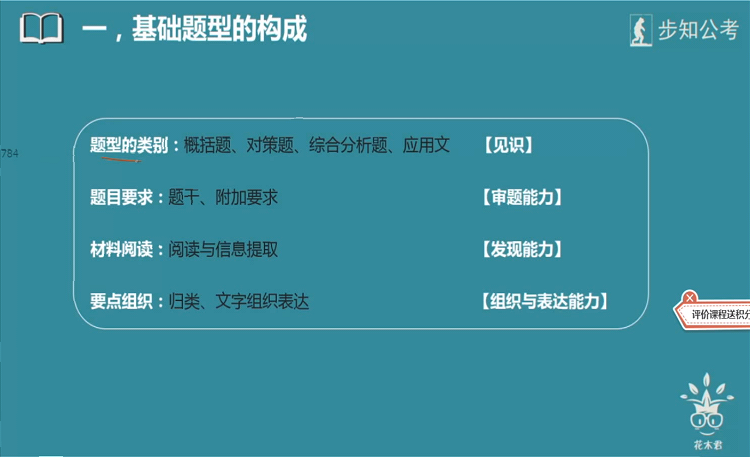 一，基础题型的构成
步知公考
题型的类别：概括题、对策题、综合分析题、应用文 【见识】
784
题目要求：题干、附加要求 【审题能力】
材料阅读：阅读与信息提取 【发现能力】
要点组织：归类、文字组织表达 【组织与表达能力】
评价课程送积分
花木君